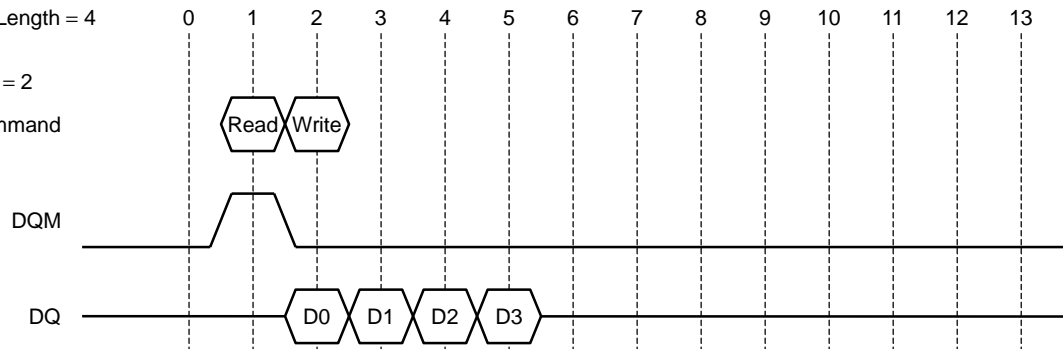 Length = 4 0 1 2 3 4 5 6 7 8 9 10 11 12 13
= 2
Read Write
DQM
DQ D0 D1 D2 D3